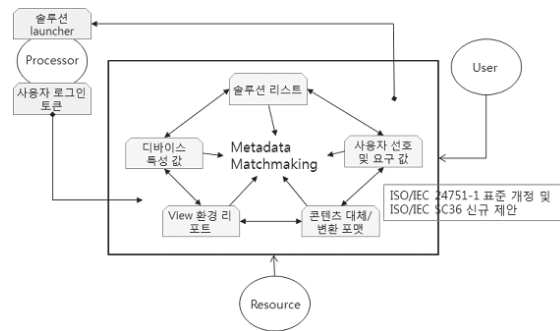 솔루션
launcher
Processor
사용자 로그인
토큰
User
솔루션 리스트
디바이스
특성 값
Metadata
Matchmaking
사용자 선호
및 요구 값
View 환경 리
포트
콘텐츠 대체/
변환 포맷
ISO/IEC 24751-1 표준 개정 및
ISO/IEC SC36 신규 제안
Resource